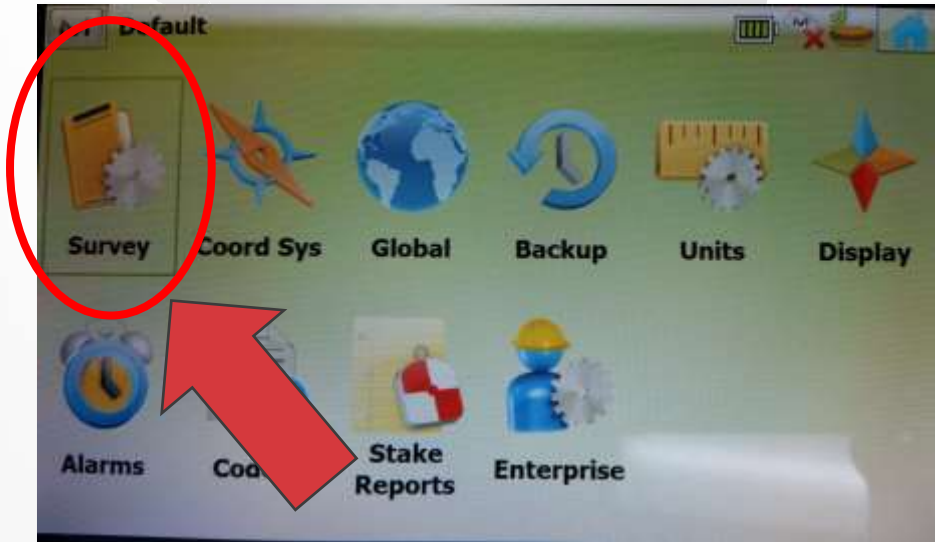 Default
Survey
Coord Sys
Global
Backup
Units
Display
Alarms
Stake
Reports
Enterprise